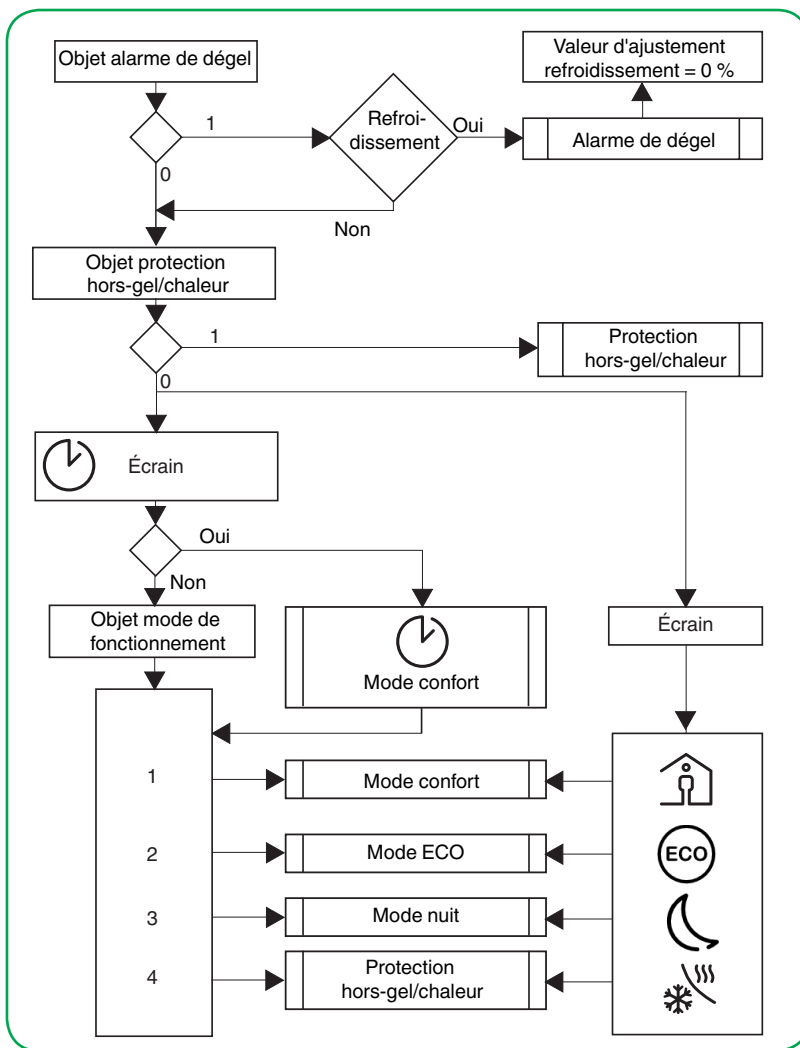 Objet alarme de dégel
Valeur d'ajustement
refroidissement = 0 %
1
Refroi-
dissement
Oui
Alarme de dégel
0
Non
Objet protection
hors-gel/chaleur
1
Protection
hors-gel/chaleur
0
Écrain
Oui
Non
Objet mode de
fonctionnement
Mode confort
Écrain
1
Mode confort
2
Mode ECO
ECO
3
Mode nuit
4
Protection
hors-gel/chaleur